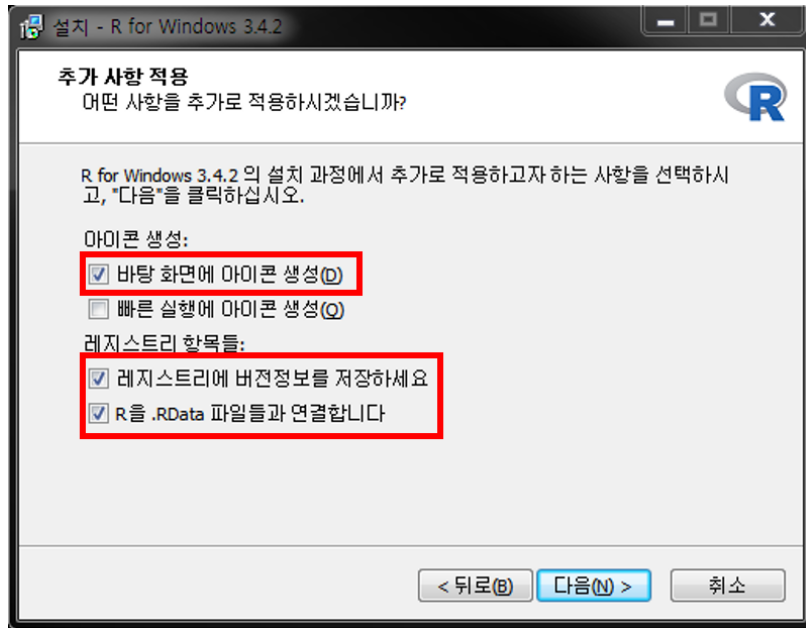 설치 - R for Windows 3.4.2
추가 사항 적용
어떤 사항을 추가로 적용하시겠습니까?
R
R for Windows 3.4.2 의 설치 과정에서 추가로 적용하고자 하는 사항을 선택하시
고, "다음"을 클릭하십시오.
아이콘 생성:
바탕 화면에 아이콘 생성(D)
빠른 실행에 아이콘 생성(Q)
레지스트리 항목들:
레지스트리에 버전정보를 저장하세요
R을 .RData 파일들과 연결합니다
< 뒤로(B) 다음(N) > 취소